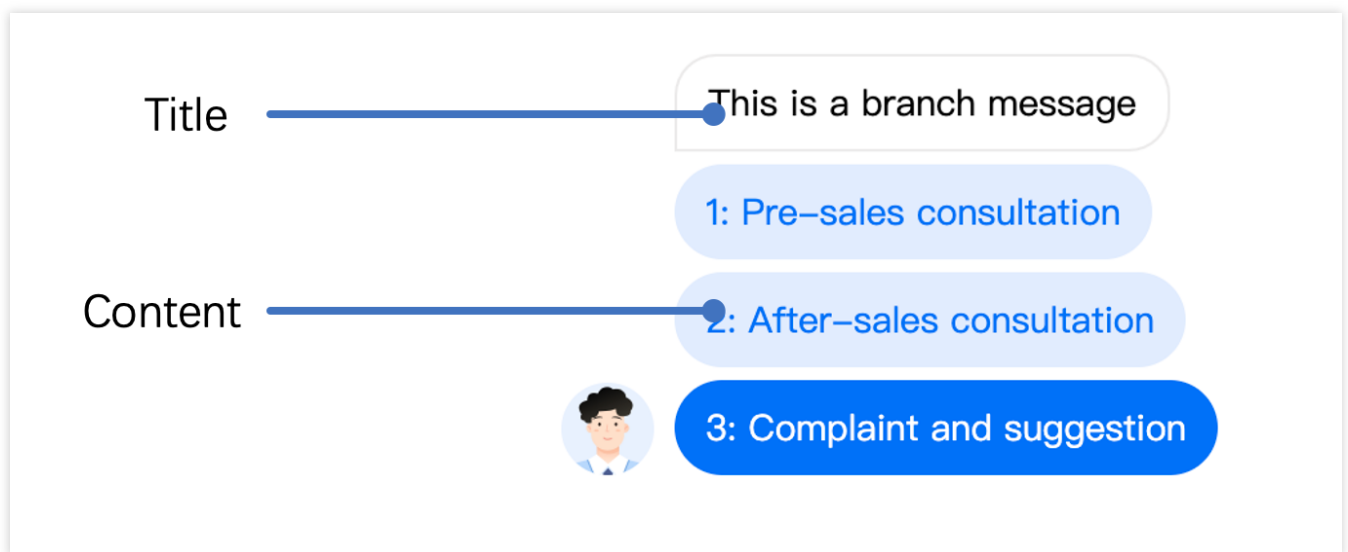 Title
This is a branch message
1: Pre–sales consultation
Content
2: After–sales consultation
3: Complaint and suggestion